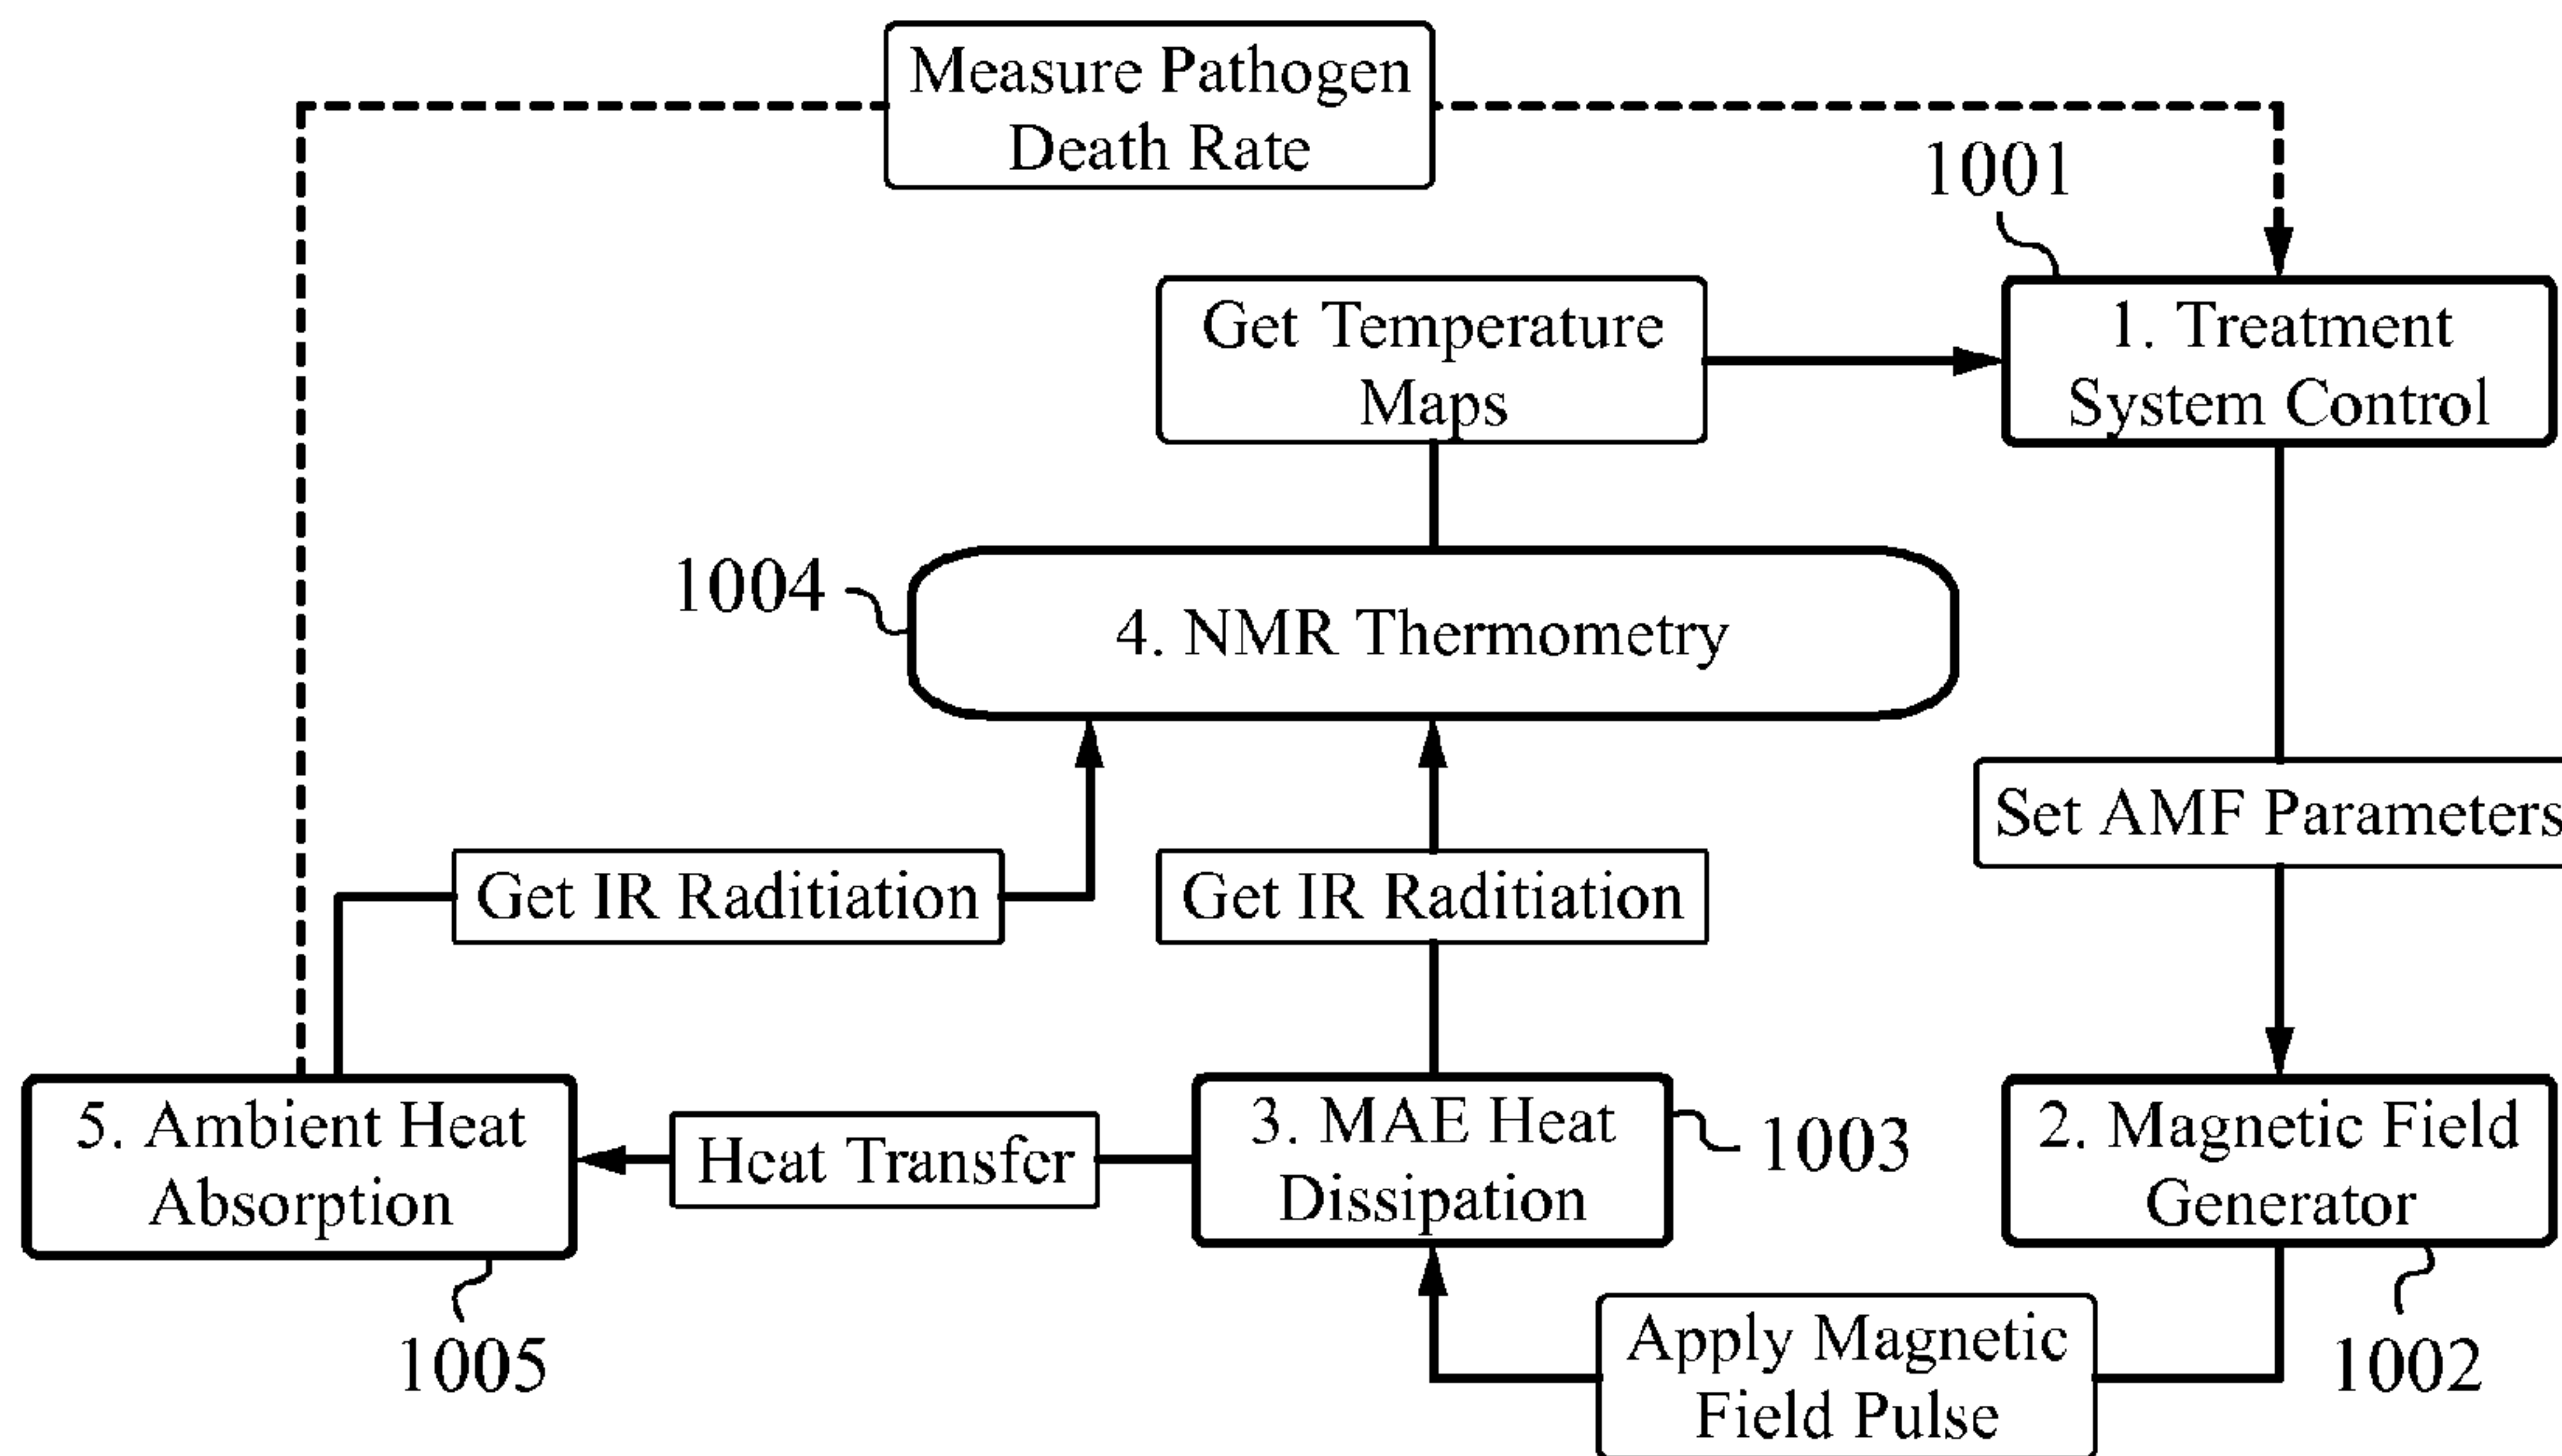 Measure Pathogen
Death Rate
1001
Get Temperature
Maps
1. Treatment
System Control
1004
4. NMR Thermometry
Set AMF Parameters
Get IR Raditiation
Get IR Raditiation
5. Ambient Heat
Absorption
Heat Transfer
3. MAE Heat
Dissipation
1003
2. Magnetic Field
Generator
1005
Apply Magnetic
Field Pulse
1002